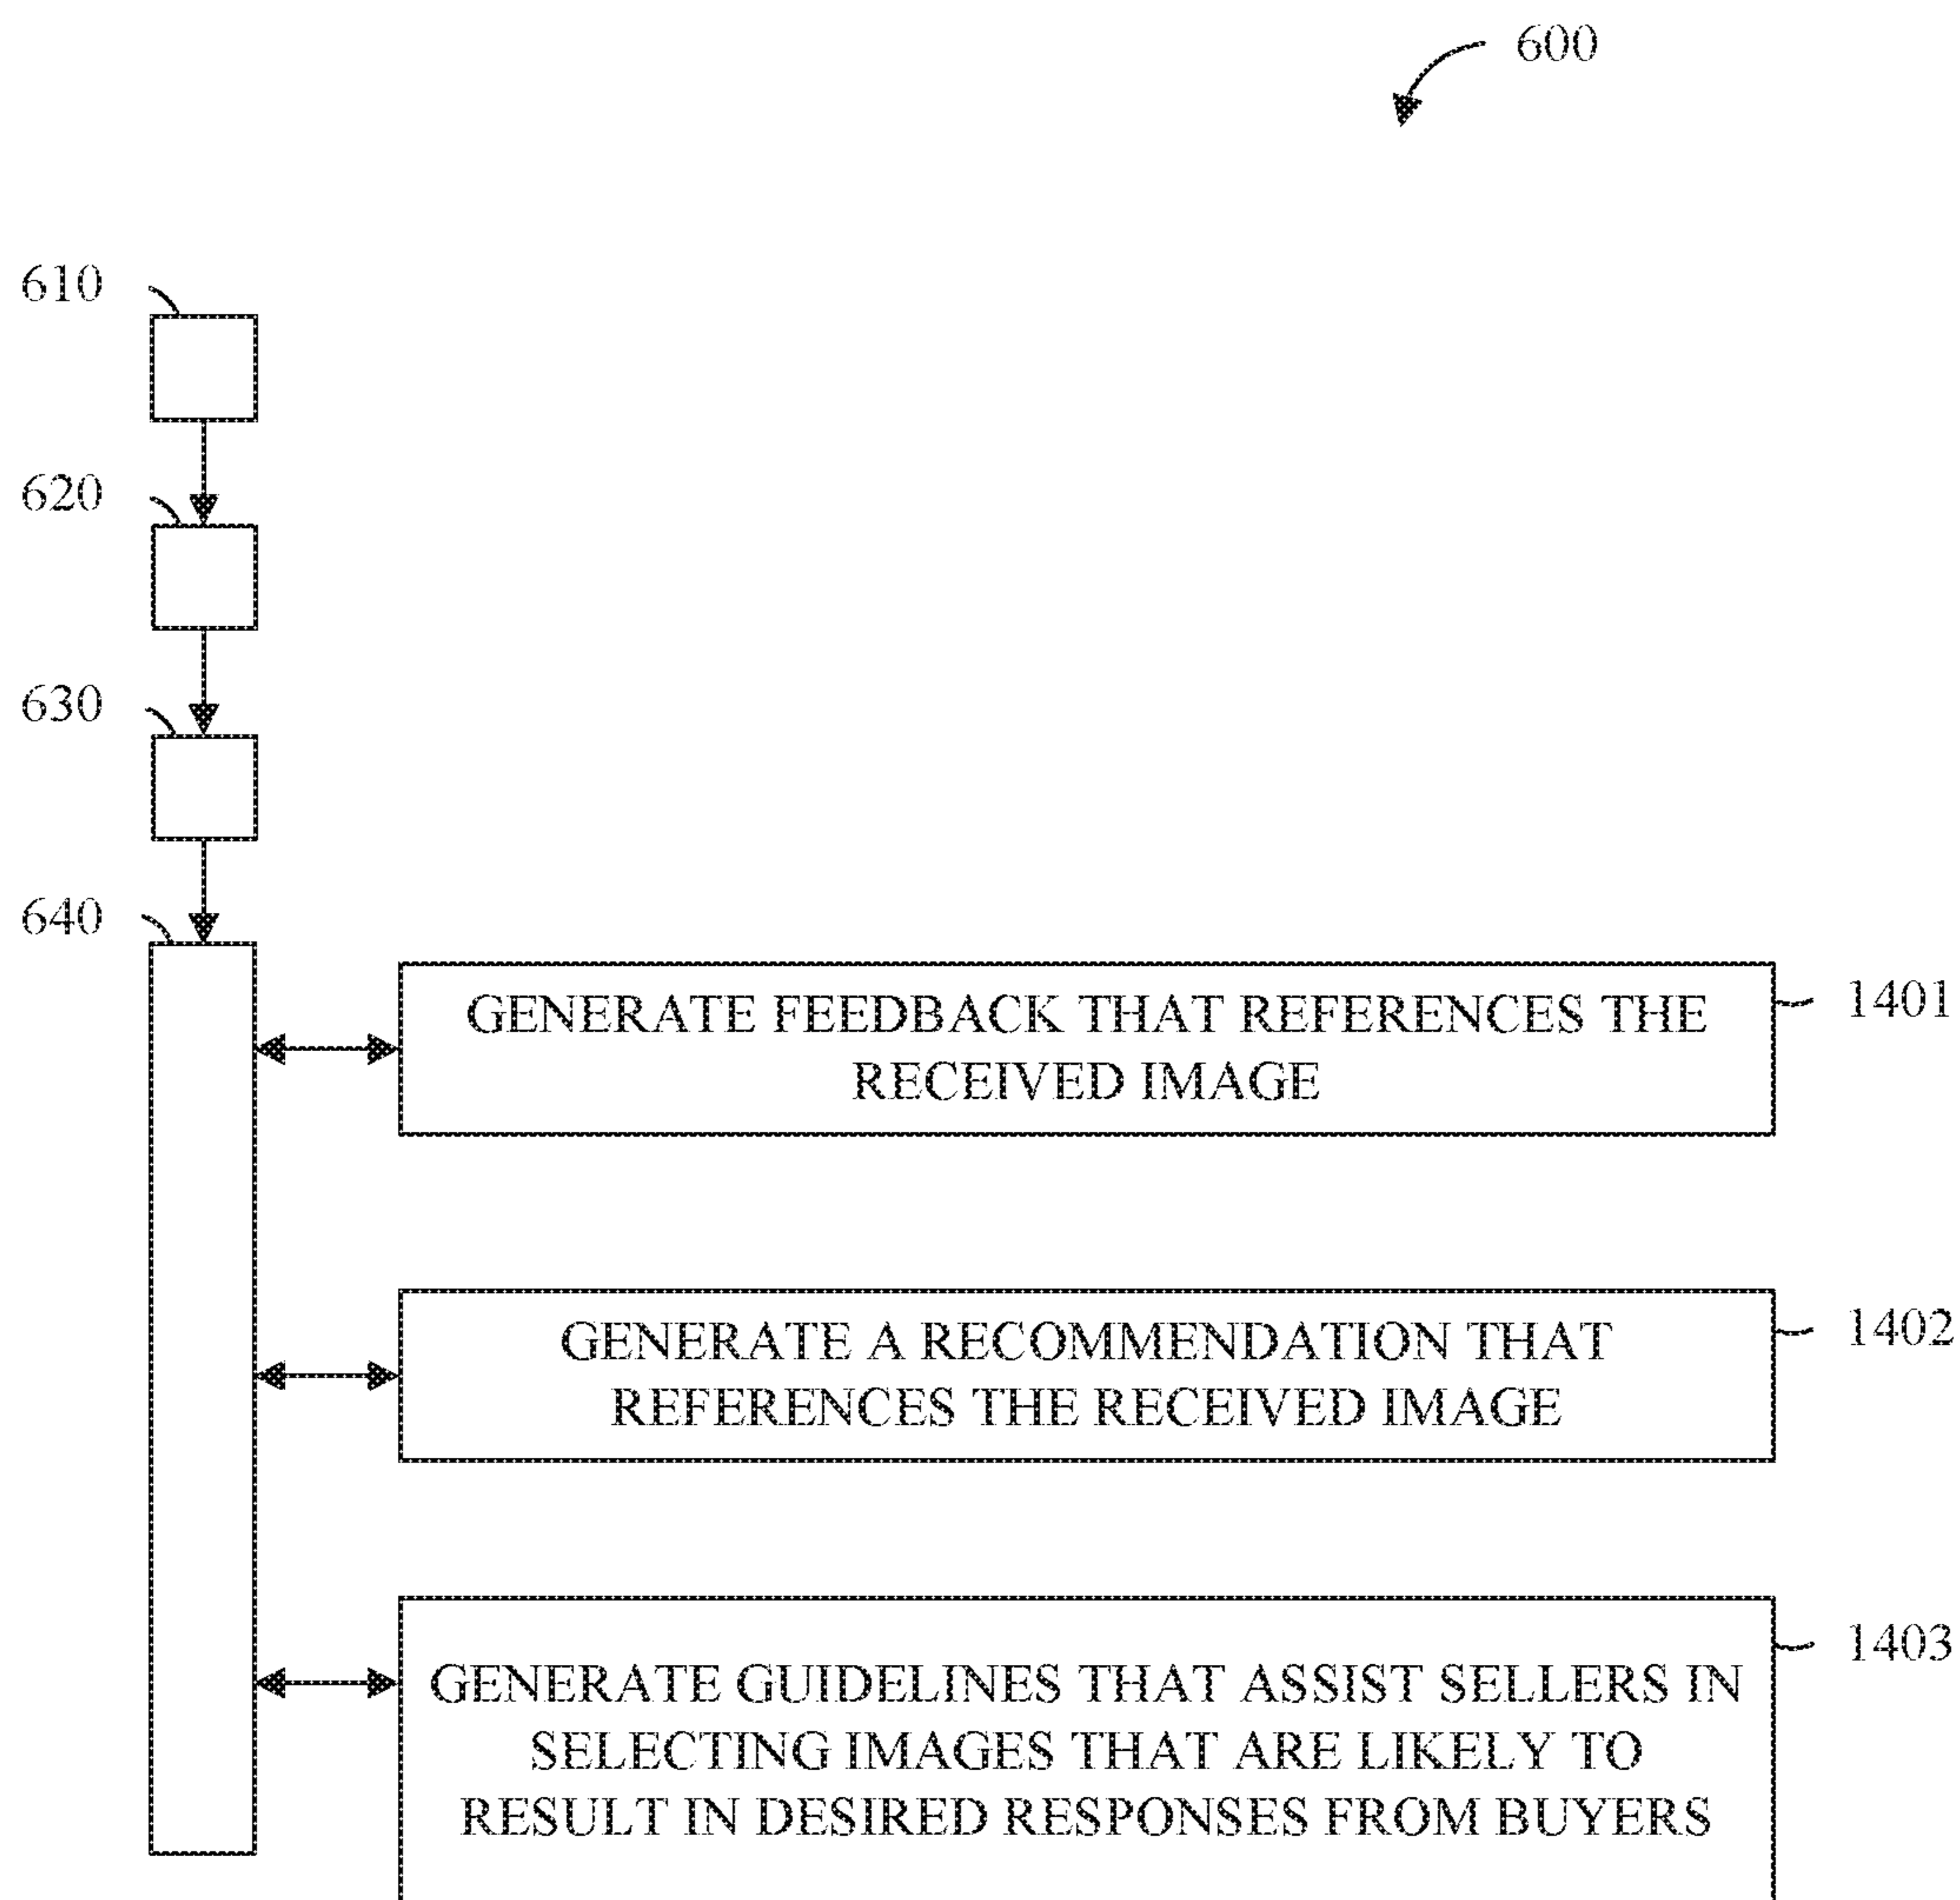 600
610
620
630
640
GENERATE FEEDBACK THAT REFERENCES THE
RECEIVED IMAGE
1401
GENERATE A RECOMMENDATION THAT
REFERENCES THE RECEIVED IMAGE
1402
GENERATE GUIDELINES THAT ASSIST SELLERS IN
SELECTING IMAGES THAT ARE LIKELY TO
RESULT IN DESIRED RESPONSES FROM BUYERS
1403